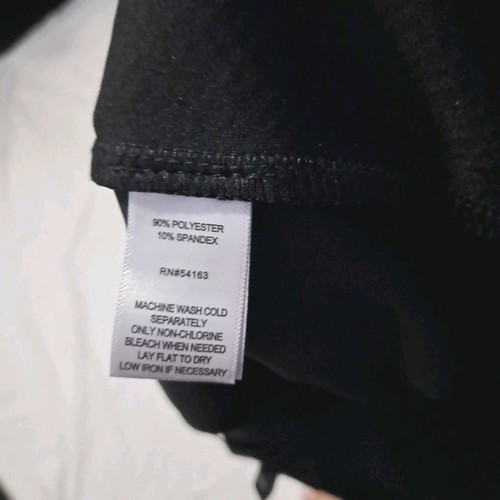 90% POLYESTER
10% SPANDEX
RN#54163
MACHINE WASH COLD
SEPARATELY
ONLY NON-CHLORINE
BLEACH WHEN NEEDED
LAY FLAT TO DRY
LOW IRON IF NECESSARY